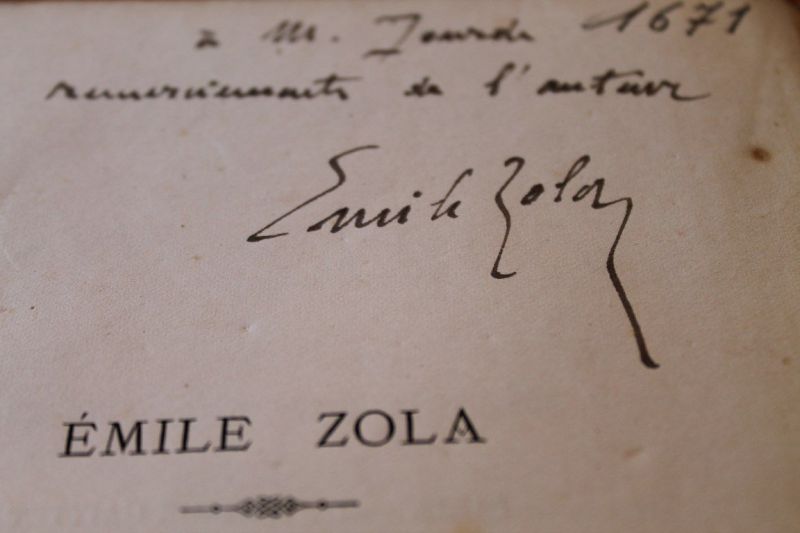 à M. Jourde 1671
remerciements de l'auteur
Emile Zola
ÉMILE ZOLA